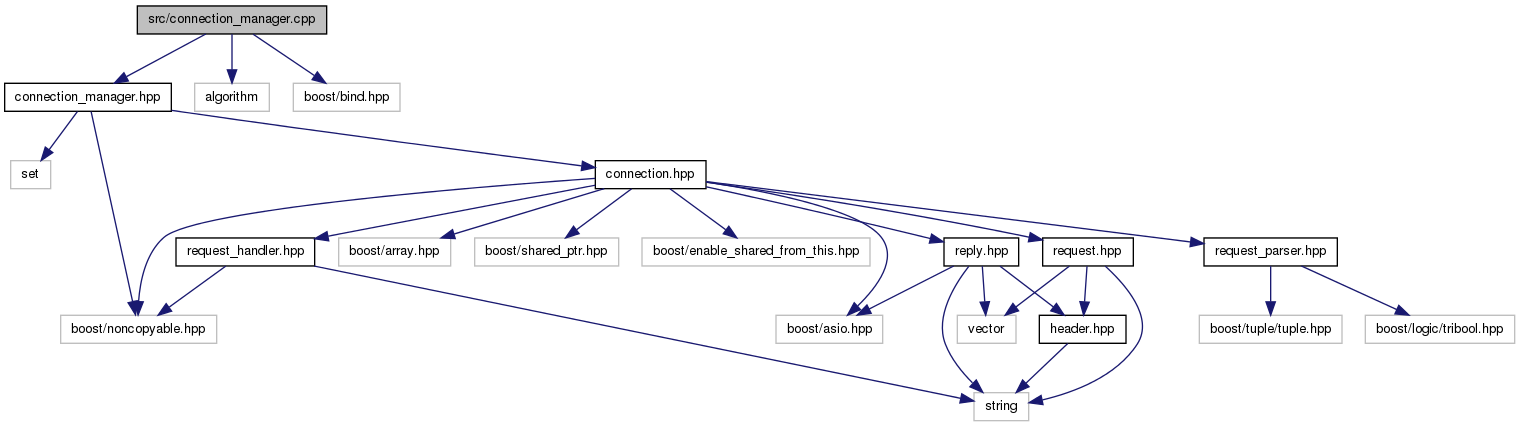 src/connection_manager.cpp
connection_manager.hpp
algorithm
boost/bind.hpp
set
connection.hpp
request_handler.hpp
boost/array.hpp
boost/shared_ptr.hpp
boost/enable_shared_from_this.hpp
reply.hpp
request.hpp
request_parser.hpp
boost/noncopyable.hpp
boost/asio.hpp
vector
header.hpp
boost/tuple/tuple.hpp
boost/logic/tribool.hpp
string